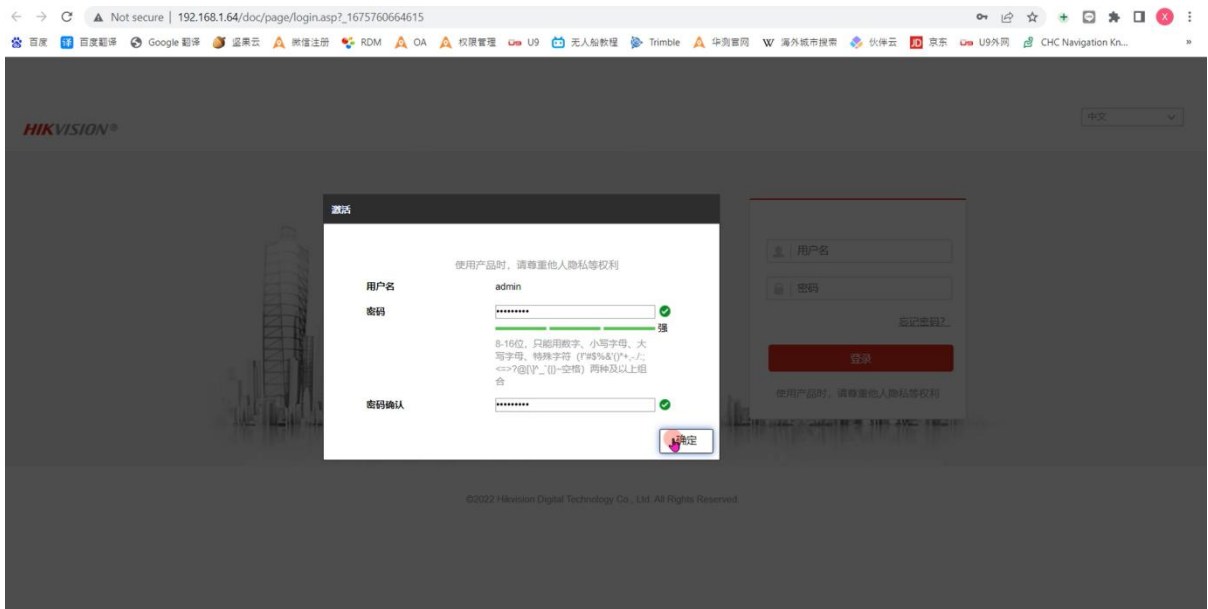 Not secure | 192.168.1.64/doc/page/login.asp?_1675760664615
百度 百度翻译 Google 翻译 坚果云 微信注册 RDM OA 权限管理 U9 无人船教程 Trimble 华测官网 海外城市搜索 伙伴云 京东 U9外网 CHC Navigation Kn... »
HIKVISION®
中文
激活
使用产品时，请尊重他人隐私等权利
用户名 admin
密码 •••••••••
强
8-16位，只能用数字、小写字母、大
写字母、特殊字符（!"#$%&'()*+,-./:;
<=>?@[\]^_`{|}~空格）两种及以上组
合
密码确认 •••••••••
确定
用户名
密码
忘记密码?
登录
使用产品时，请尊重他人隐私等权利
©2022 Hikvision Digital Technology Co., Ltd. All Rights Reserved.